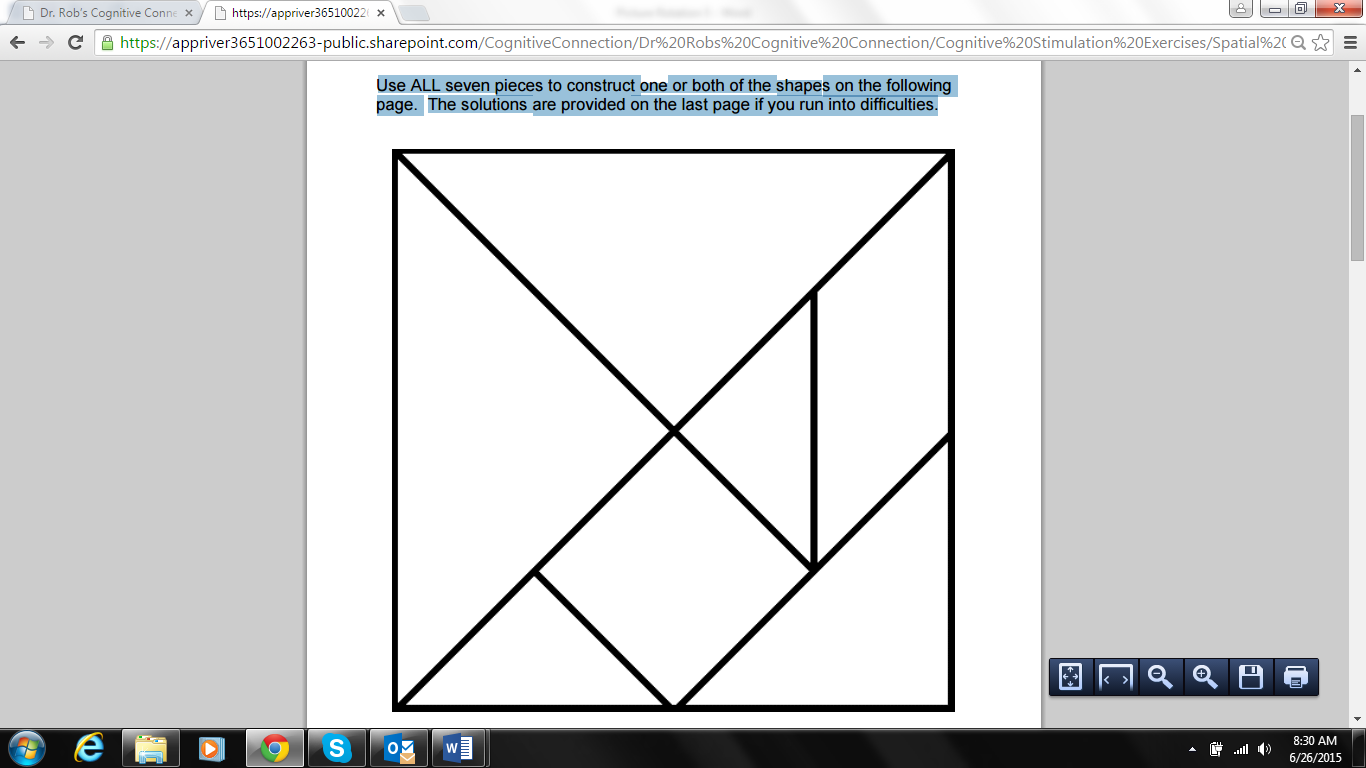 Dr. Rob's Cognitive Conne
https://appriver36510022
https://appriver3651002263-public.sharepoint.com/CognitiveConnection/Dr%20Robs%20Cognitive%20Connection/Cognitive%20Stimulation%20Exercises/Spatial%20
Use ALL seven pieces to construct one or both of the shapes on the following
page. The solutions are provided on the last page if you run into difficulties.
8:30 AM
6/26/2015